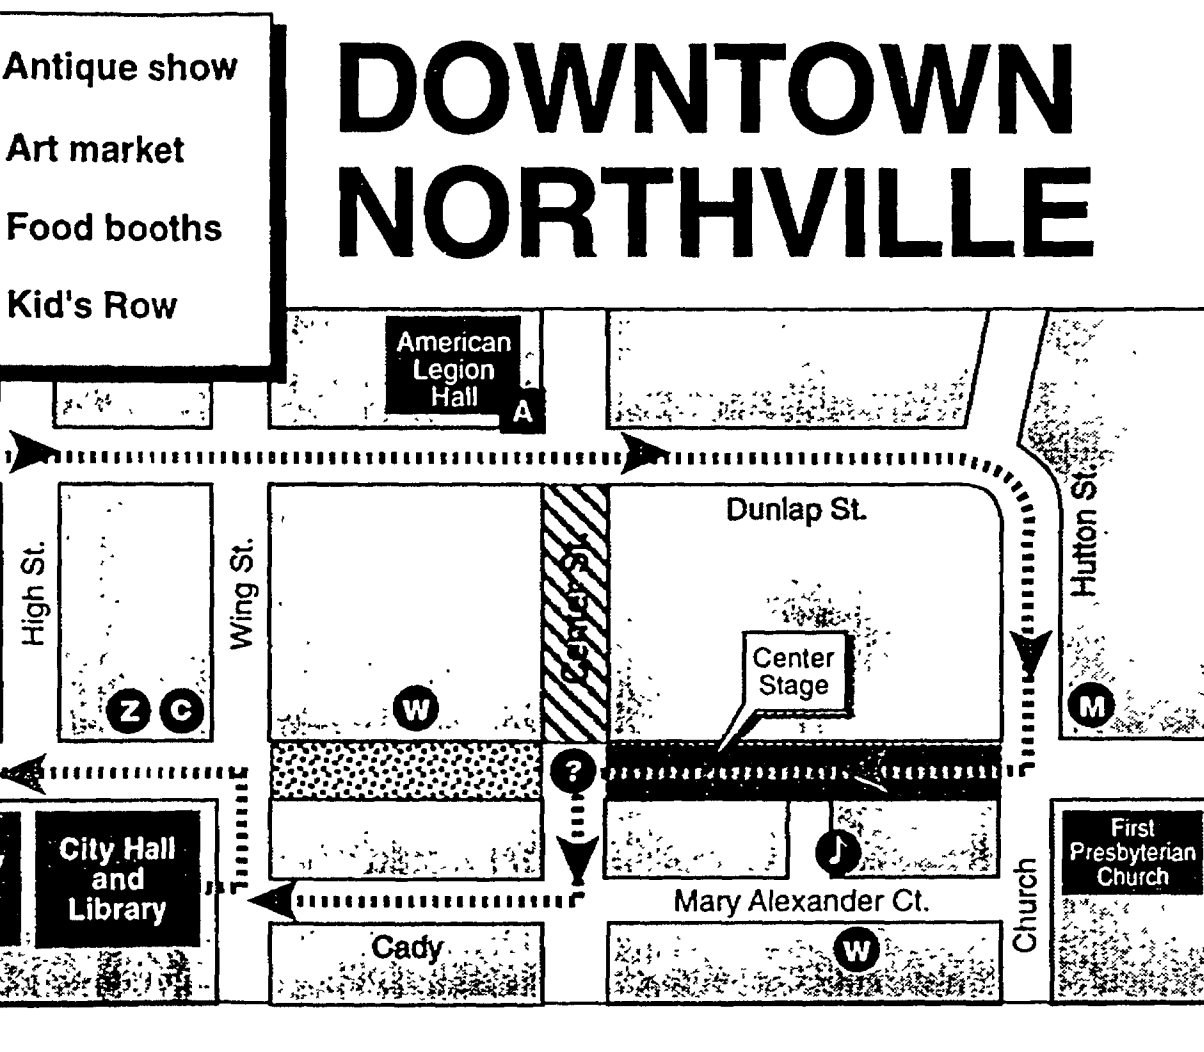 Antique show
Art market
Food booths
Kid's Row
DOWNTOWN
NORTHVILLE
American
Legion
Hall
A
Dunlap St.
High St.
Wing St.
Center St.
Hutton St.
Center
Stage
Z
C
W
M
?
City Hall
and
Library
First
Presbyterian
Church
Mary Alexander Ct.
Church
Cady
W